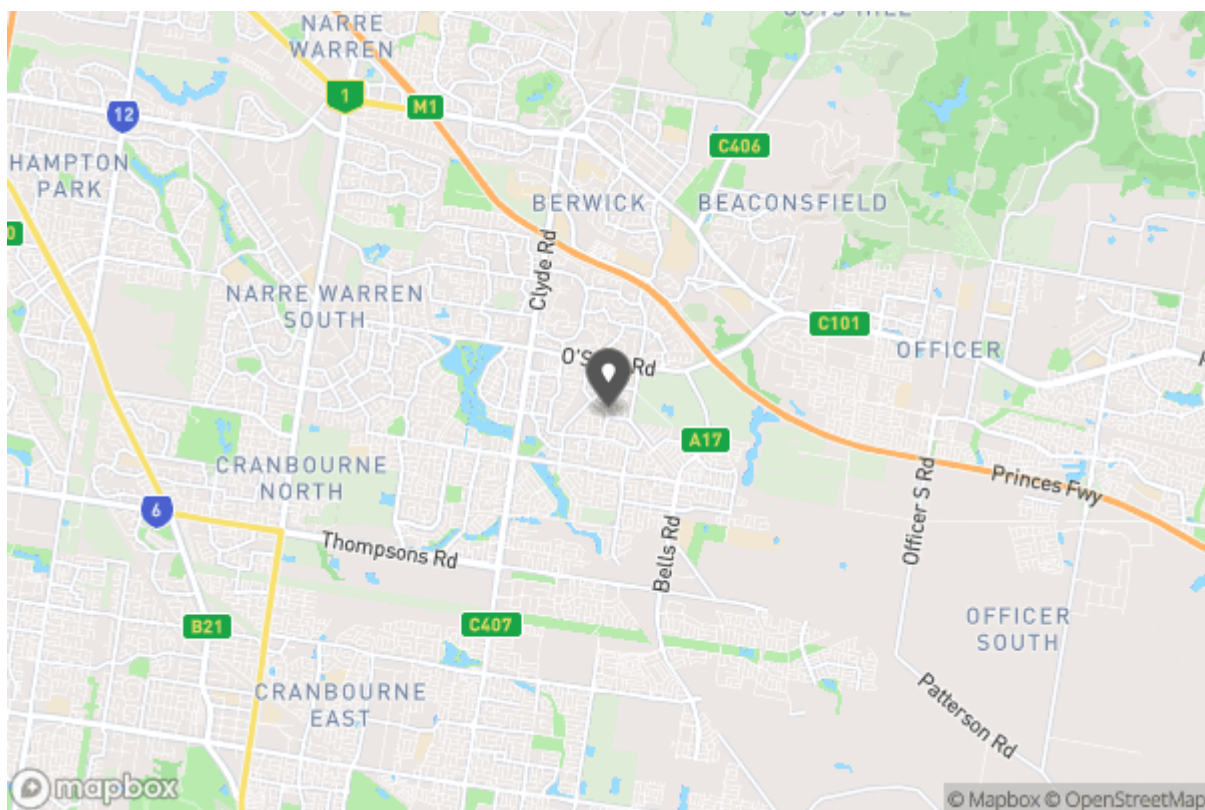 GUYS HILL
NARRE
WARREN
1
M1
12
C406
HAMPTON
PARK
BERWICK
BEACONSFIELD
Clyde Rd
NARRE WARREN
SOUTH
C101
OFFICER
Rd
A17
CRANBOURNE
NORTH
Princes Fwy
6
Officer S Rd
Thompsons Rd
Bells Rd
B21
C407
OFFICER
SOUTH
CRANBOURNE
EAST
Patterson Rd
mapbox
© Mapbox © OpenStreetMap